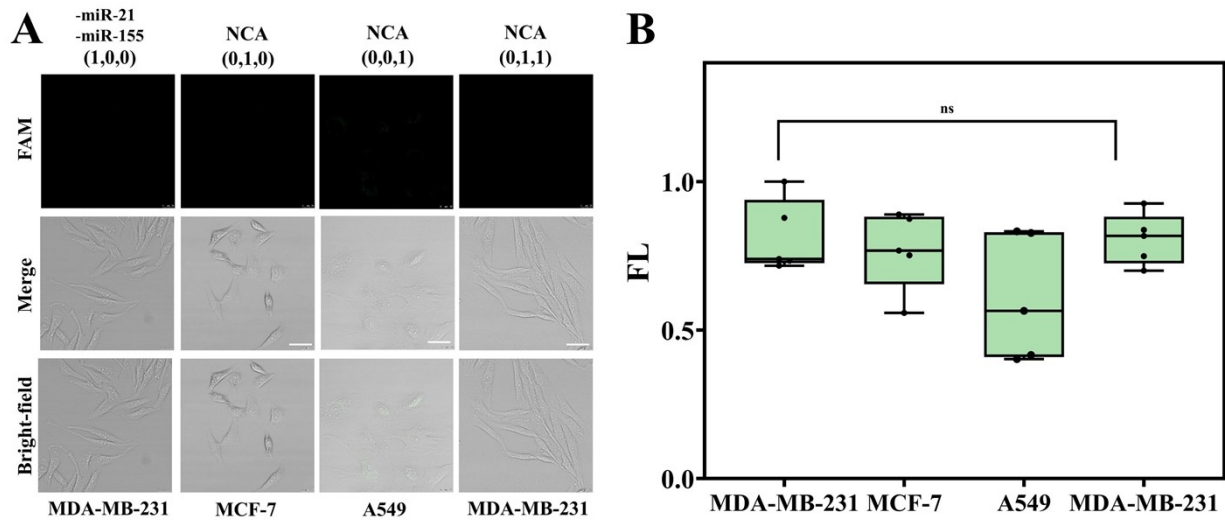 A
-miR-21
-miR-155
(1,0,0)
NCA
(0,1,0)
NCA
(0,0,1)
NCA
(0,1,1)
FAM
Merge
Bright-field
MDA-MB-231
MCF-7
A549
MDA-MB-231
B
ns
FL
1.0
0.5
0.0
MDA-MB-231
MCF-7
A549
MDA-MB-231